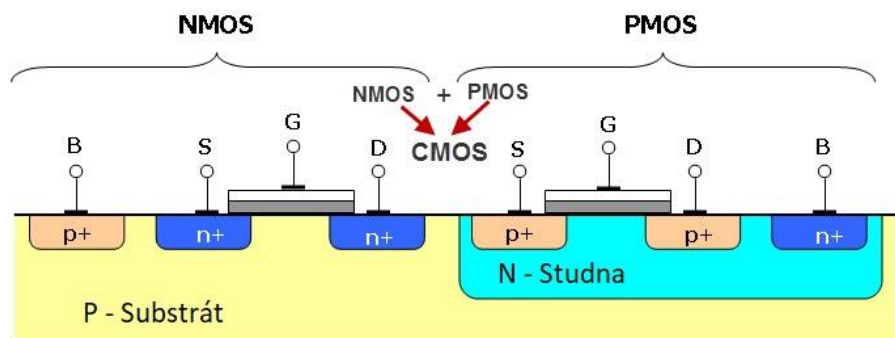 NMOS PMOS
NMOS + PMOS
CMOS
B S G D S G D B
p+ n+ n+ p+ p+ n+
N - Studna
P - Substrát